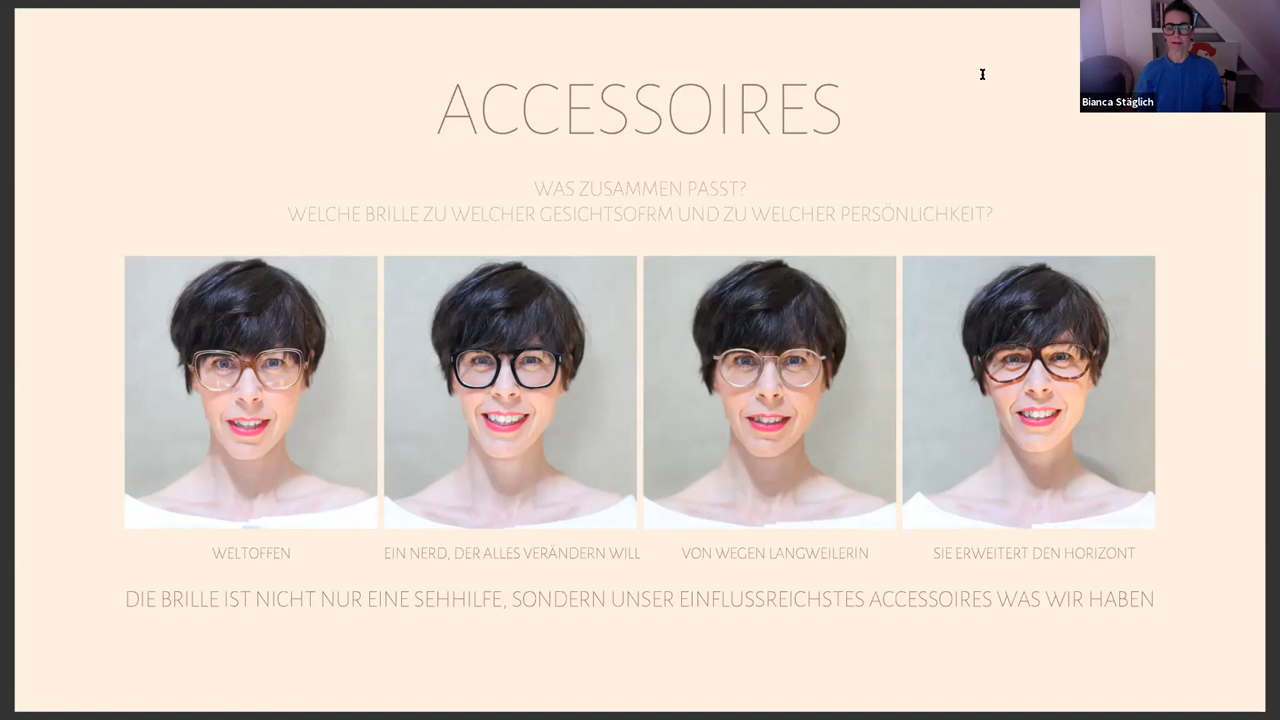 ACCESSOIRES
Bianca Stäglich
WAS ZUSAMMEN PASST?
WELCHE BRILLE ZU WELCHER GESICHTSOFRM UND ZU WELCHER PERSÖNLICHKEIT?
WELTOFFEN
EIN NERD, DER ALLES VERÄNDERN WILL
VON WEGEN LANGWEILERIN
SIE ERWEITERT DEN HORIZONT
DIE BRILLE IST NICHT NUR EINE SEHHILFE, SONDERN UNSER EINFLUSSREICHSTES ACCESSOIRES WAS WIR HABEN